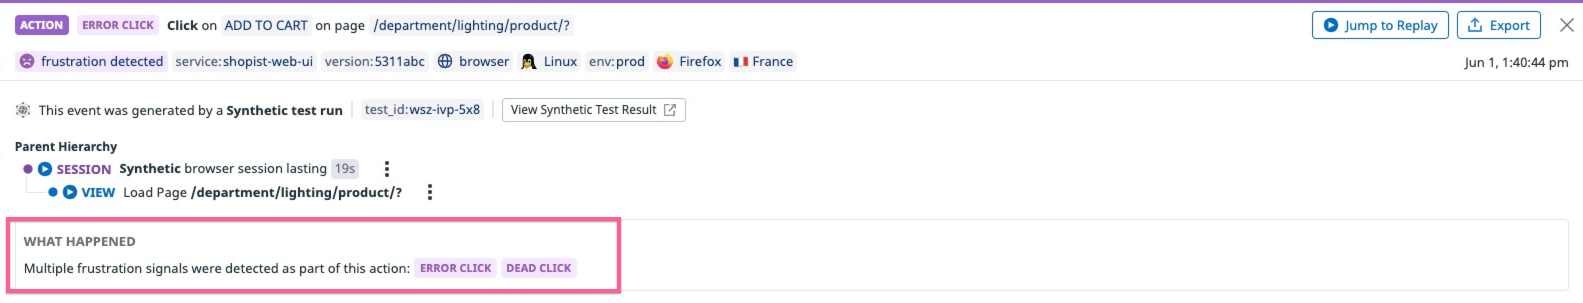 ACTION ERROR CLICK Click on ADD TO CART on page /department/lighting/product/? Jump to Replay Export
frustration detected service:shopist-web-ui version:5311abc browser Linux env:prod Firefox France Jun 1, 1:40:44 pm
This event was generated by a Synthetic test run test_id:wsz-ivp-5x8 View Synthetic Test Result
Parent Hierarchy
SESSION Synthetic browser session lasting 19s
VIEW Load Page /department/lighting/product/?
WHAT HAPPENED
Multiple frustration signals were detected as part of this action: ERROR CLICK DEAD CLICK